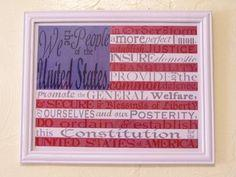 We the People
of the
United States
in Order to form
a more perfect union,
establish JUSTICE
INSURE domestic
TRANQUILITY
PROVIDE for the
common defense,
Promote the GENERAL Welfare,
& SECURE the Blessings of Liberty
to OURSELVES and our POSTERITY,
DO ordain & establish
this Constitution for the
UNITED STATES of AMERICA.